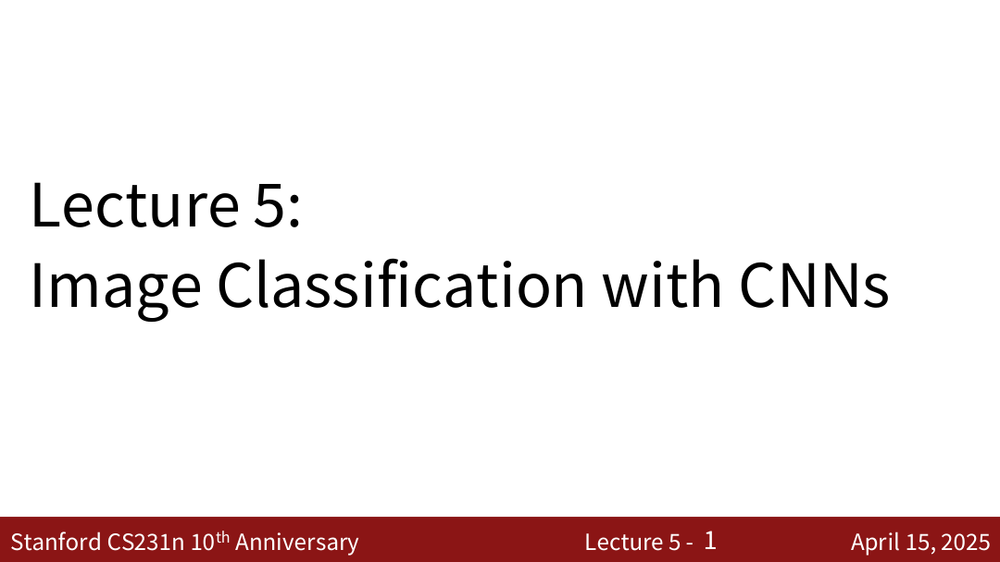 Lecture 5:
Image Classification with CNNs
Stanford CS231n 10th Anniversary
Lecture 5 - 1
April 15, 2025